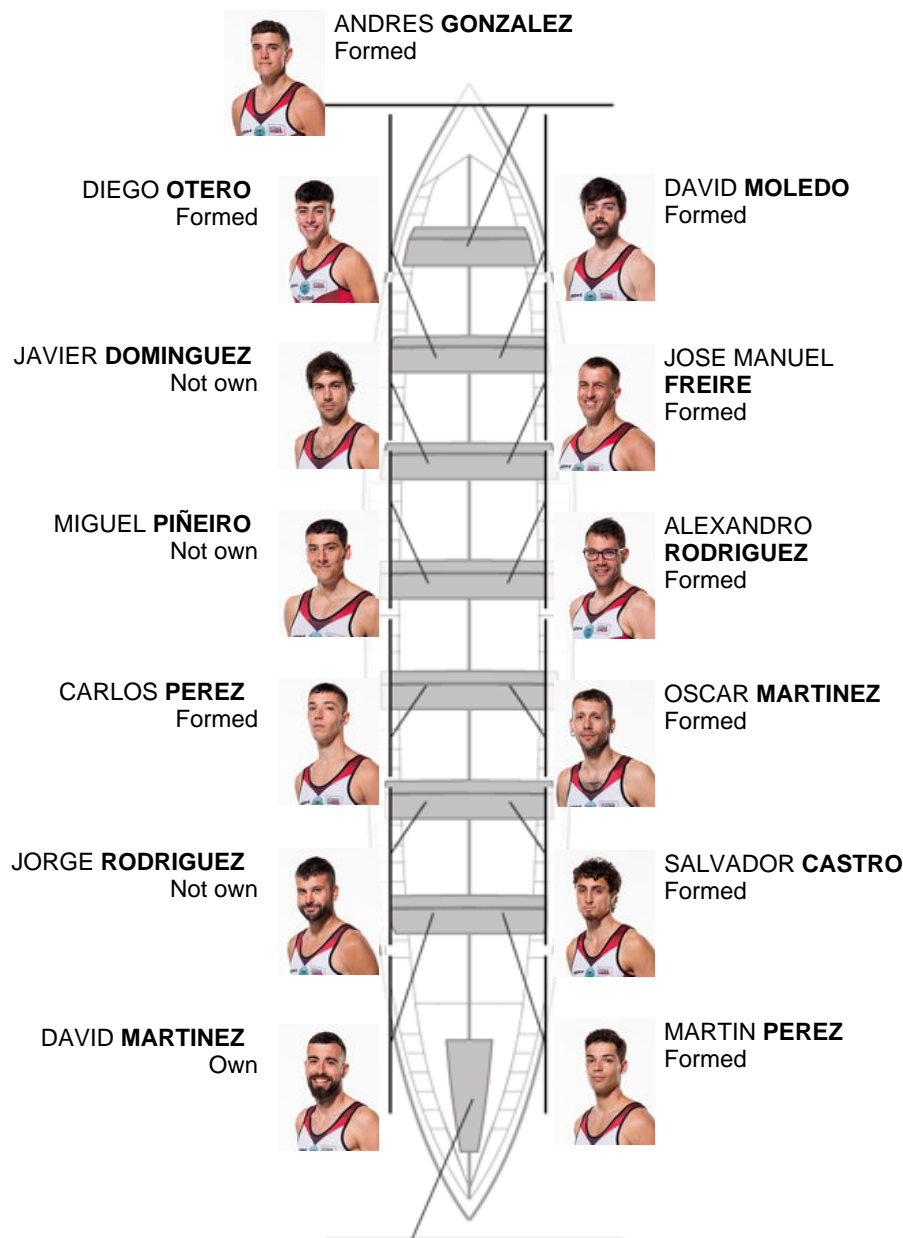 ANDRES GONZALEZ
Formed
DIEGO OTERO
Formed
DAVID MOLEDO
Formed
JAVIER DOMINGUEZ
Not own
JOSE MANUEL
FREIRE
Formed
MIGUEL PIÑEIRO
Not own
ALEXANDRO
RODRIGUEZ
Formed
CARLOS PEREZ
Formed
OSCAR MARTINEZ
Formed
JORGE RODRIGUEZ
Not own
SALVADOR CASTRO
Formed
DAVID MARTINEZ
Own
MARTIN PEREZ
Formed